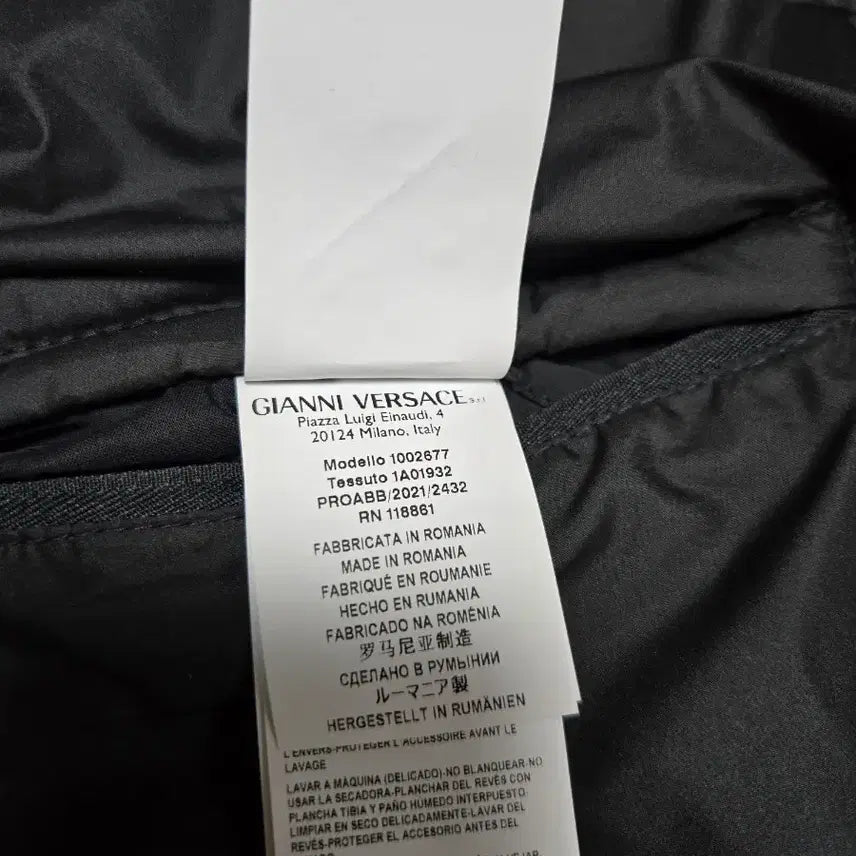 GIANNI VERSACE S.r.l
Piazza Luigi Einaudi, 4
20124 Milano, Italy
Modello 1002677
Tessuto 1A01932
PROABB/2021/2432
RN 118861
FABBRICATA IN ROMANIA
MADE IN ROMANIA
FABRIQUÉ EN ROUMANIE
HECHO EN RUMANIA
FABRICADO NA ROMÉNIA
罗马尼亚制造
СДЕЛАНО В РУМЫНИИ
ルーマニア製
HERGESTELLT IN RUMÄNIEN
L'ENVERS-PROTEGER L'ACCESSOIRE AVANT LE
LAVAGE
LAVAR A MÁQUINA (DELICADO)-NO BLANQUEAR-NO
USAR LA SECADORA-PLANCHAR DEL REVÉS CON
PLANCHA TIBIA Y PAÑO HÚMEDO INTERPUESTO-
LIMPIAR EN SECO DELICADAMENTE-LAVAR DEL
REVÉS-PROTEGER EL ACCESORIO ANTES DEL